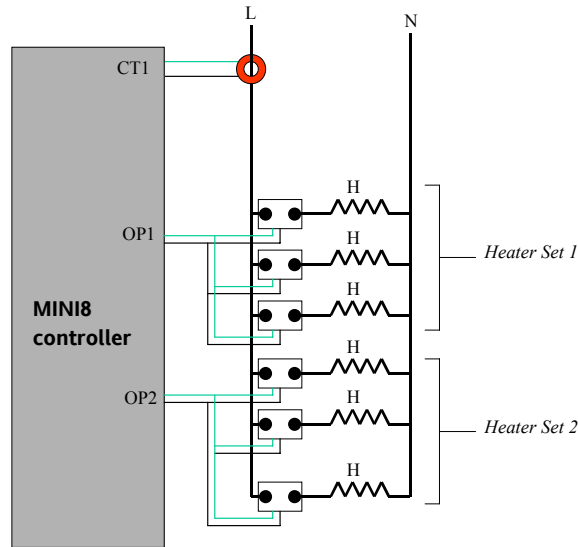 L
N
CT1
H
OP1
H
Heater Set 1
H
MINI8
controller
H
OP2
H
Heater Set 2
H